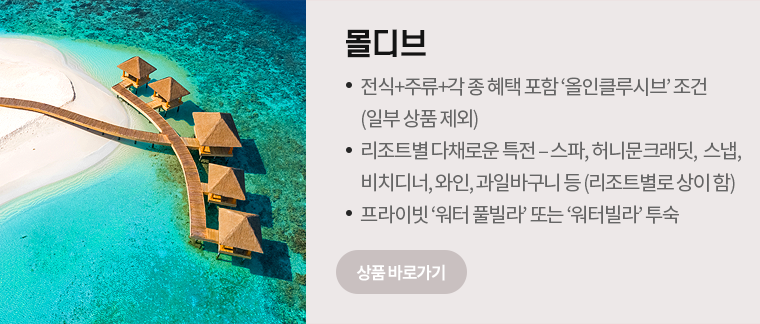 몰디브
• 전식+주류+각 종 혜택 포함 ‘올인클루시브’ 조건
(일부 상품 제외)
• 리조트별 다채로운 특전 – 스파, 허니문크래딧, 스냅,
비치디너, 와인, 과일바구니 등 (리조트별로 상이 함)
• 프라이빗 ‘워터 풀빌라’ 또는 ‘워터빌라’ 투숙
상품 바로가기